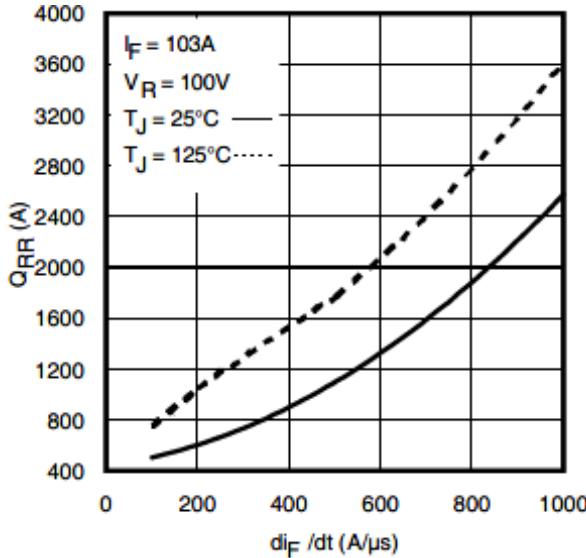 4000
3600
3200
2800
2400
2000
1600
1200
800
400
QRR (A)
IF = 103A
VR = 100V
TJ = 25°C
TJ = 125°C
0 200 400 600 800 1000
diF /dt (A/µs)